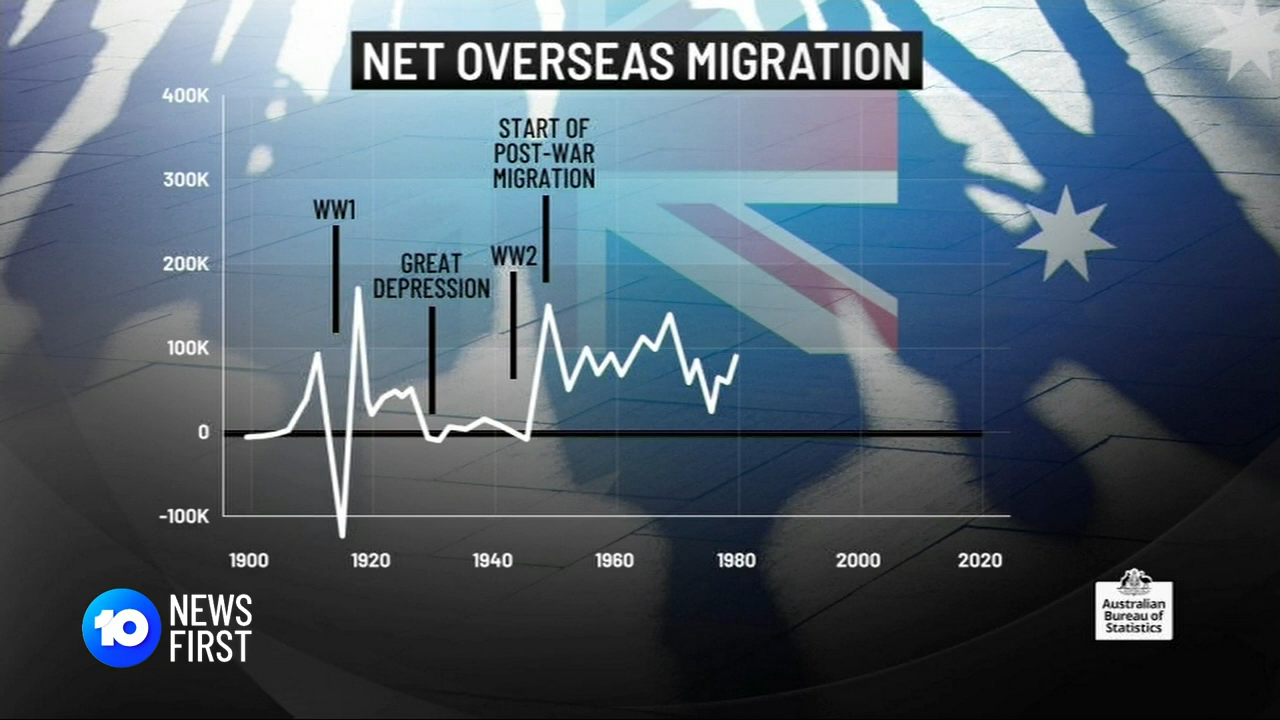 NET OVERSEAS MIGRATION
400K
START OF
POST-WAR
MIGRATION
300K
WW1
200K
GREAT
DEPRESSION
WW2
100K
0
-100K
1900 1920 1940 1960 1980 2000 2020
10 NEWS
FIRST
Australian
Bureau of
Statistics